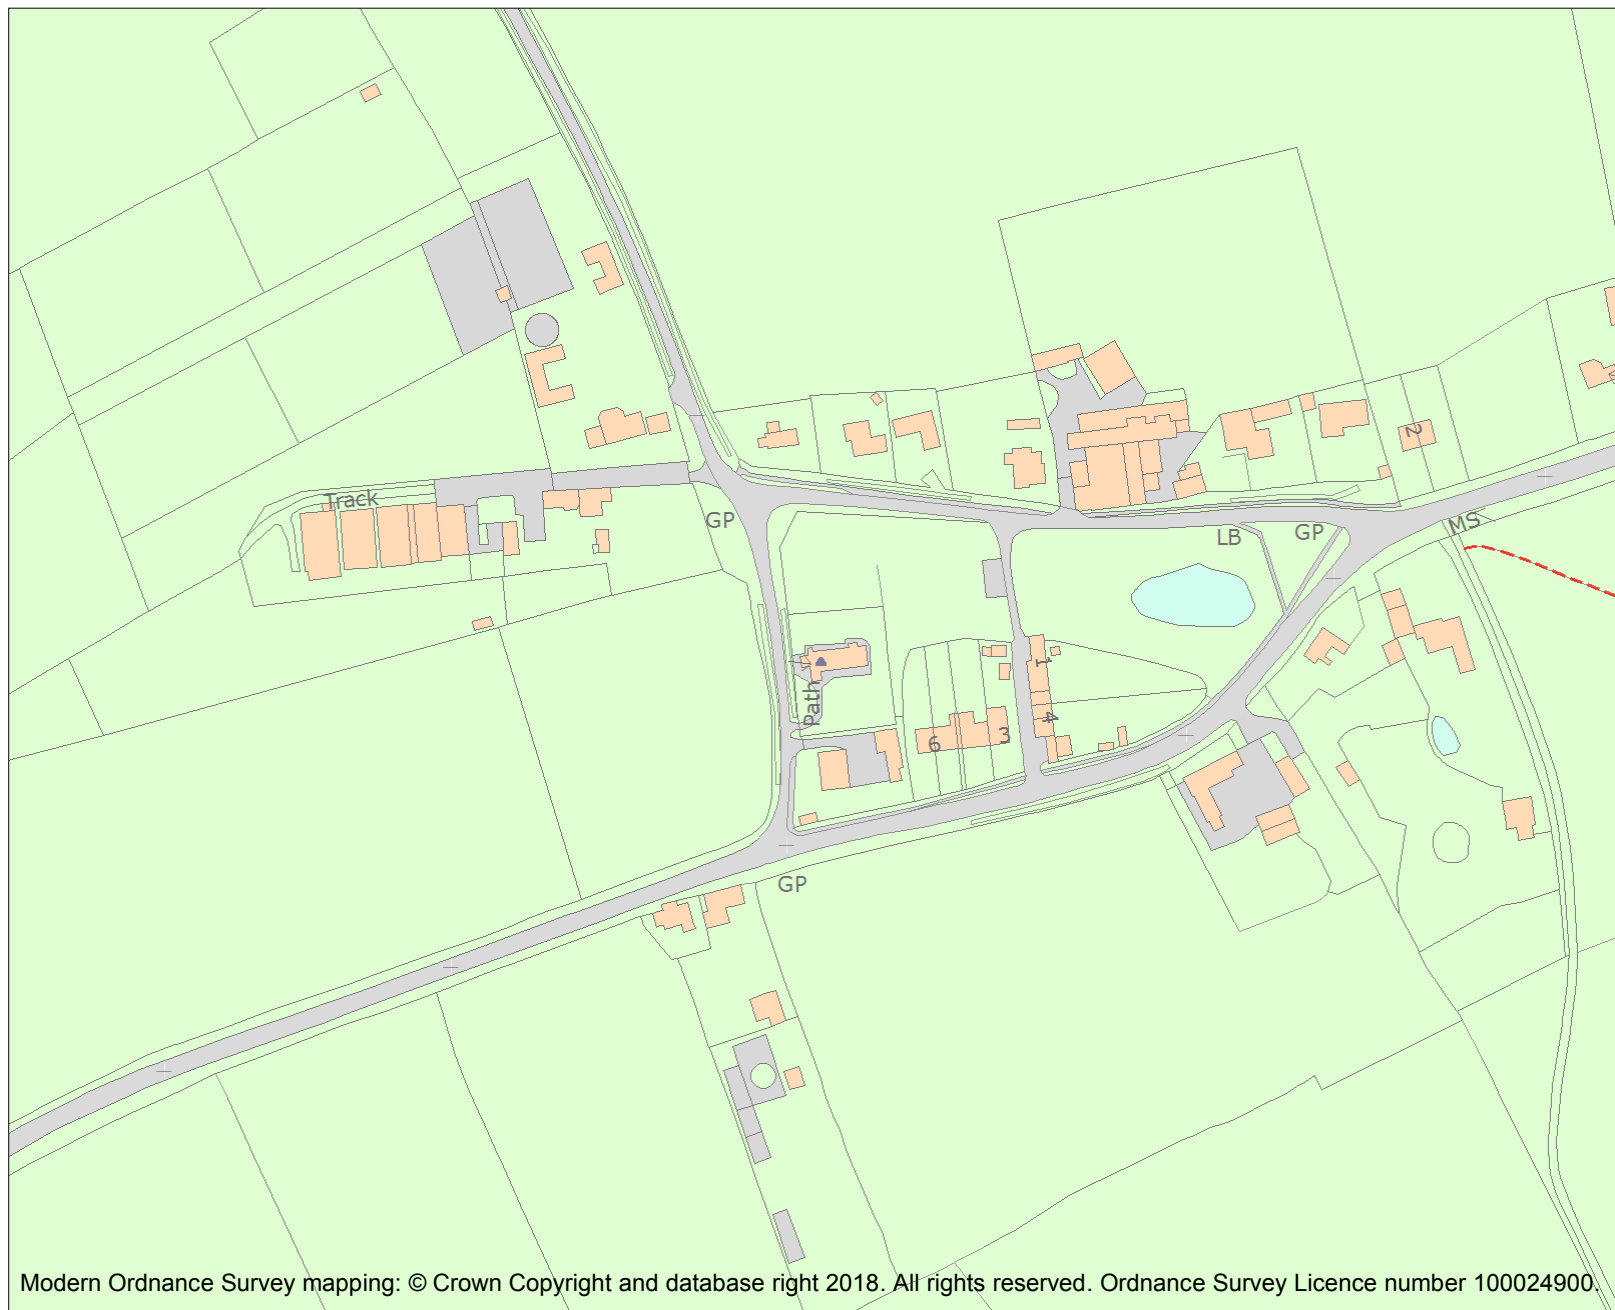 Track
GP
LB
GP
MS
2
1
Path
4
6
3
GP
Modern Ordnance Survey mapping: © Crown Copyright and database right 2018. All rights reserved. Ordnance Survey Licence number 100024900.